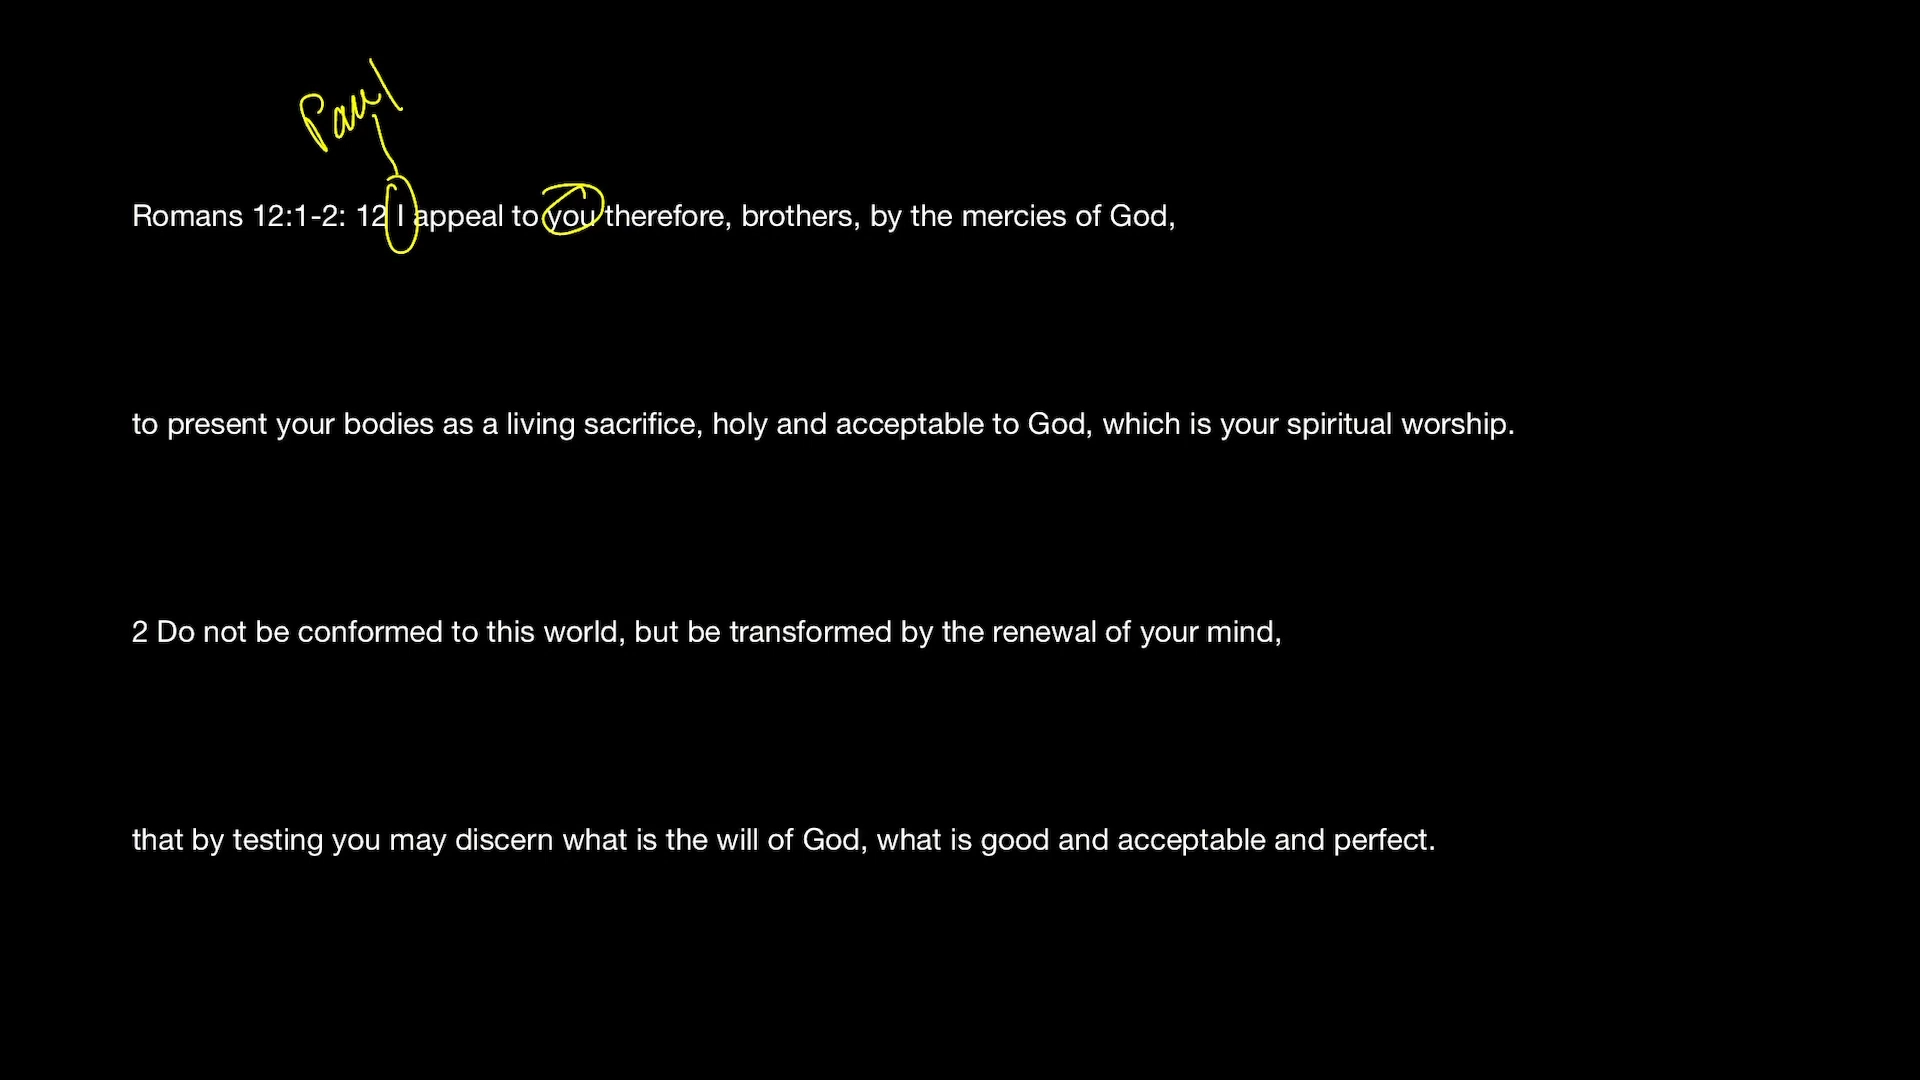 Paul
Romans 12:1-2: 12 I appeal to you therefore, brothers, by the mercies of God,
to present your bodies as a living sacrifice, holy and acceptable to God, which is your spiritual worship.
2 Do not be conformed to this world, but be transformed by the renewal of your mind,
that by testing you may discern what is the will of God, what is good and acceptable and perfect.